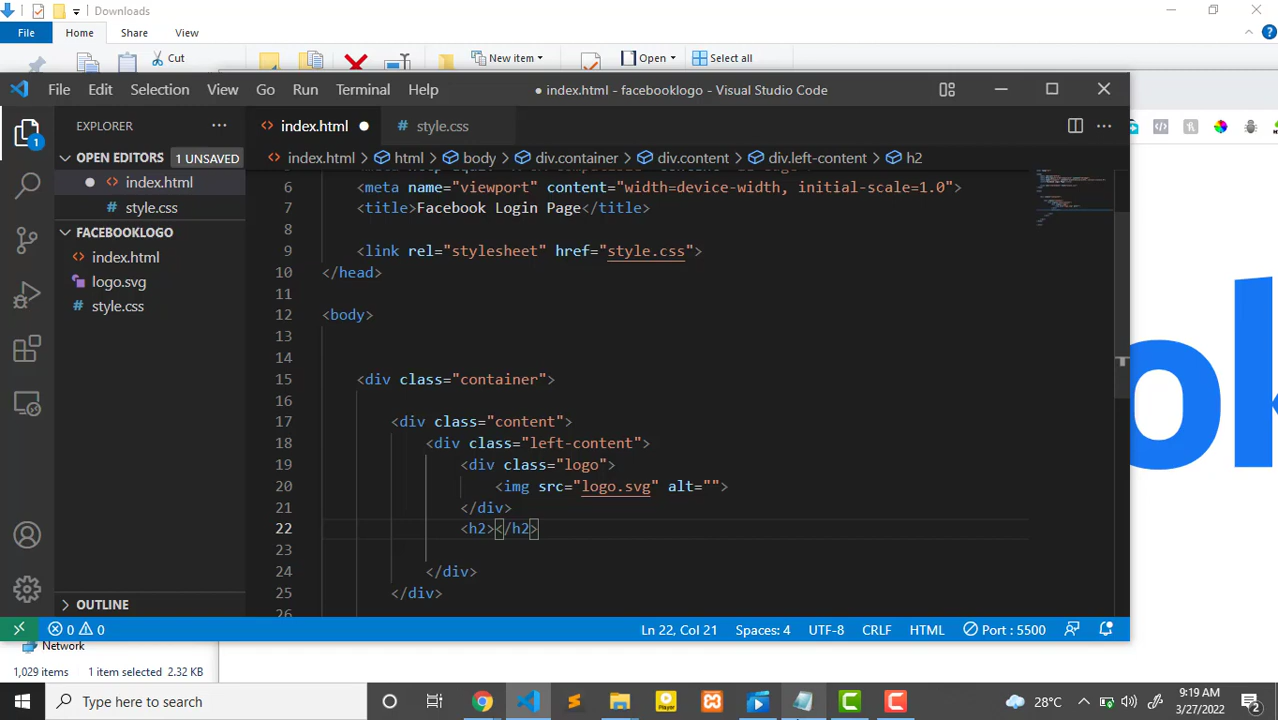 Downloads
File Home Share View
Cut New item Open Select all
File Edit Selection View Go Run Terminal Help ● index.html - facebooklogo - Visual Studio Code
EXPLORER ··· index.html ● style.css ···
1
OPEN EDITORS 1 UNSAVED index.html > html > body > div.container > div.content > div.left-content > h2
● index.html
style.css
FACEBOOKLOGO
index.html
logo.svg
style.css
6 <meta name="viewport" content="width=device-width, initial-scale=1.0">
7 <title>Facebook Login Page</title>
8
9 <link rel="stylesheet" href="style.css">
10 </head>
11
12 <body>
13
14
15 <div class="container">
16
17 <div class="content">
18 <div class="left-content">
19 <div class="logo">
20 <img src="logo.svg" alt="">
21 </div>
22 <h2></h2>
23
24 </div>
25 </div>
26
ok
OUTLINE
0 0 Ln 22, Col 21 Spaces: 4 UTF-8 CRLF HTML Port : 5500
Network
1,029 items 1 item selected 2.32 KB
Type here to search Player 28°C 9:19 AM
3/27/2022 2